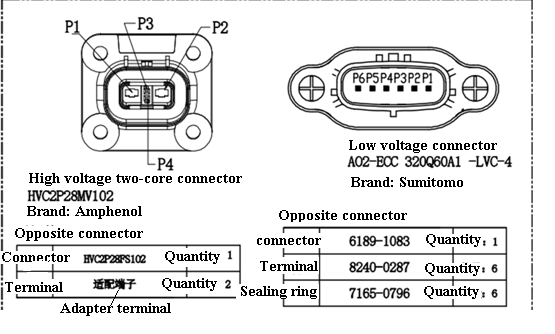 P1
P3
P2
P4
High voltage two-core connector
HVC2P28MV102
Brand: Amphenol
Opposite connector
Connector HVC2P28FS102 Quantity 1
Terminal 适配端子 Quantity 2
Adapter terminal
P6P5P4P3P2P1
Low voltage connector
A02-ECC 320Q60A1 -LVC-4
Brand: Sumitomo
Opposite connector
connector 6189-1083 Quantity: 1
Terminal 8240-0287 Quantity: 6
Sealing ring 7165-0796 Quantity: 6